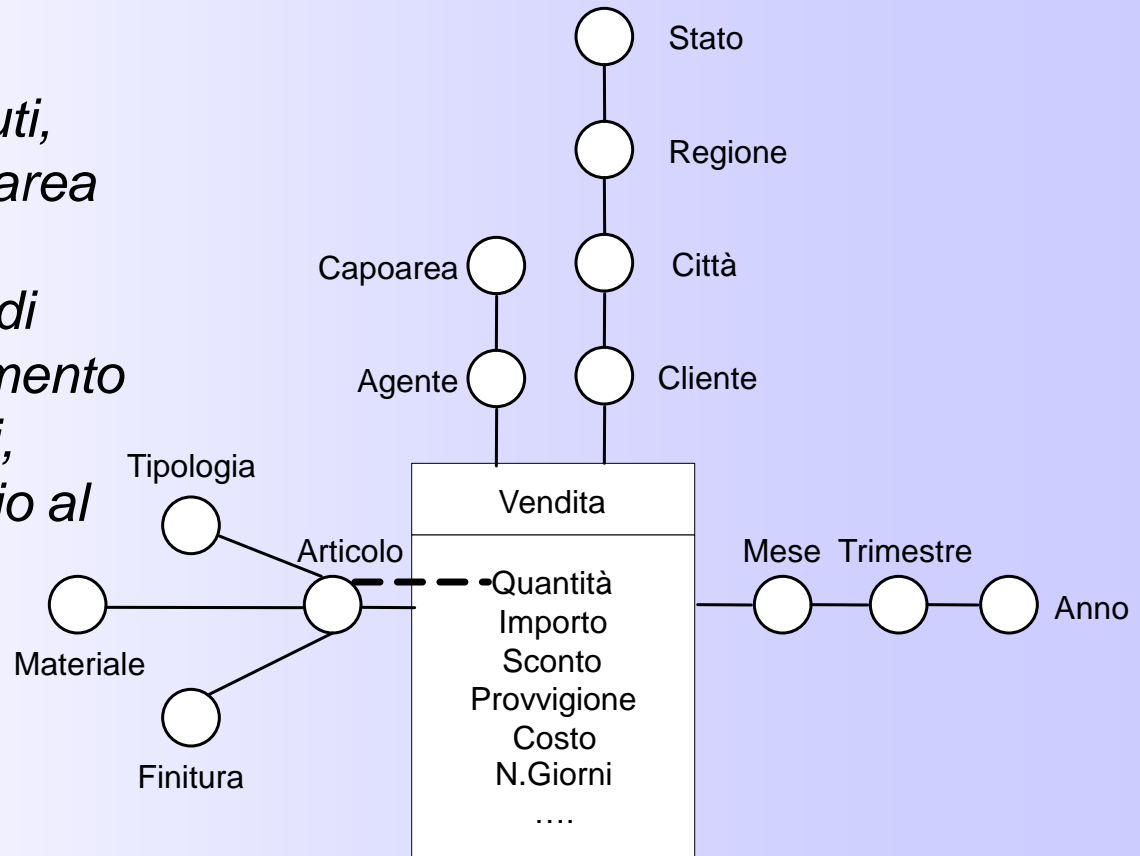 uti,
area
di
mento
i,
io al
Stato
Regione
Capoarea
Città
Agente
Cliente
Tipologia
Vendita
Articolo
Mese Trimestre
Quantità
Anno
Importo
Sconto
Materiale
Provvigione
Costo
Finitura
N.Giorni
....